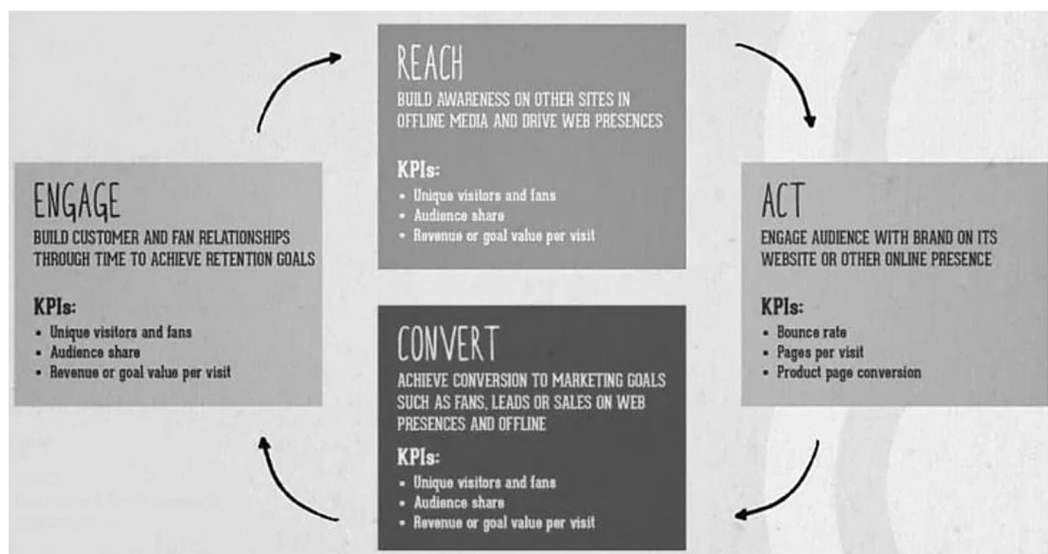 REACH
BUILD AWARENESS ON OTHER SITES IN
OFFLINE MEDIA AND DRIVE WEB PRESENCES
KPIs:
• Unique visitors and fans
• Audience share
• Revenue or goal value per visit
ACT
ENGAGE AUDIENCE WITH BRAND ON ITS
WEBSITE OR OTHER ONLINE PRESENCE
KPIs:
• Bounce rate
• Pages per visit
• Product page conversion
CONVERT
ACHIEVE CONVERSION TO MARKETING GOALS
SUCH AS FANS, LEADS OR SALES ON WEB
PRESENCES AND OFFLINE
KPIs:
• Unique visitors and fans
• Audience share
• Revenue or goal value per visit
ENGAGE
BUILD CUSTOMER AND FAN RELATIONSHIPS
THROUGH TIME TO ACHIEVE RETENTION GOALS
KPIs:
• Unique visitors and fans
• Audience share
• Revenue or goal value per visit